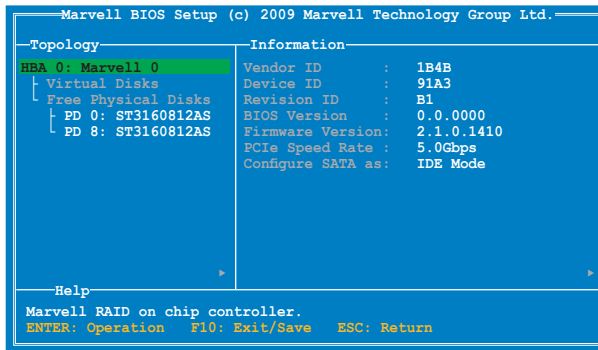 Marvell BIOS Setup (c) 2009 Marvell Technology Group Ltd.
Topology
HBA 0: Marvell 0
Virtual Disks
Free Physical Disks
PD 0: ST3160812AS
PD 8: ST3160812AS
Information
Vendor ID : 1B4B
Device ID : 91A3
Revision ID : B1
BIOS Version : 0.0.0000
Firmware Version: 2.1.0.1410
PCIe Speed Rate : 5.0Gbps
Configure SATA as: IDE Mode
Help
Marvell RAID on chip controller.
ENTER: Operation F10: Exit/Save ESC: Return